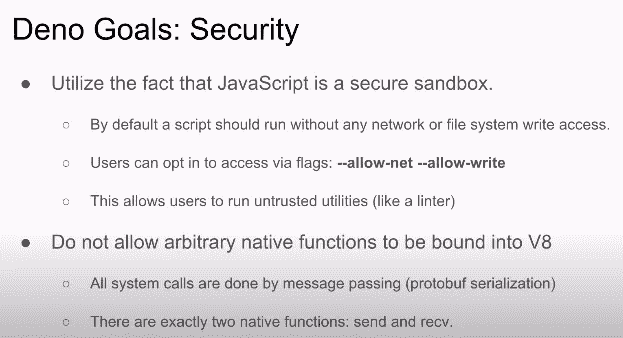 Deno Goals: Security
● Utilize the fact that JavaScript is a secure sandbox.
○ By default a script should run without any network or file system write access.
○ Users can opt in to access via flags: --allow-net --allow-write
○ This allows users to run untrusted utilities (like a linter)
● Do not allow arbitrary native functions to be bound into V8
○ All system calls are done by message passing (protobuf serialization)
○ There are exactly two native functions: send and recv.